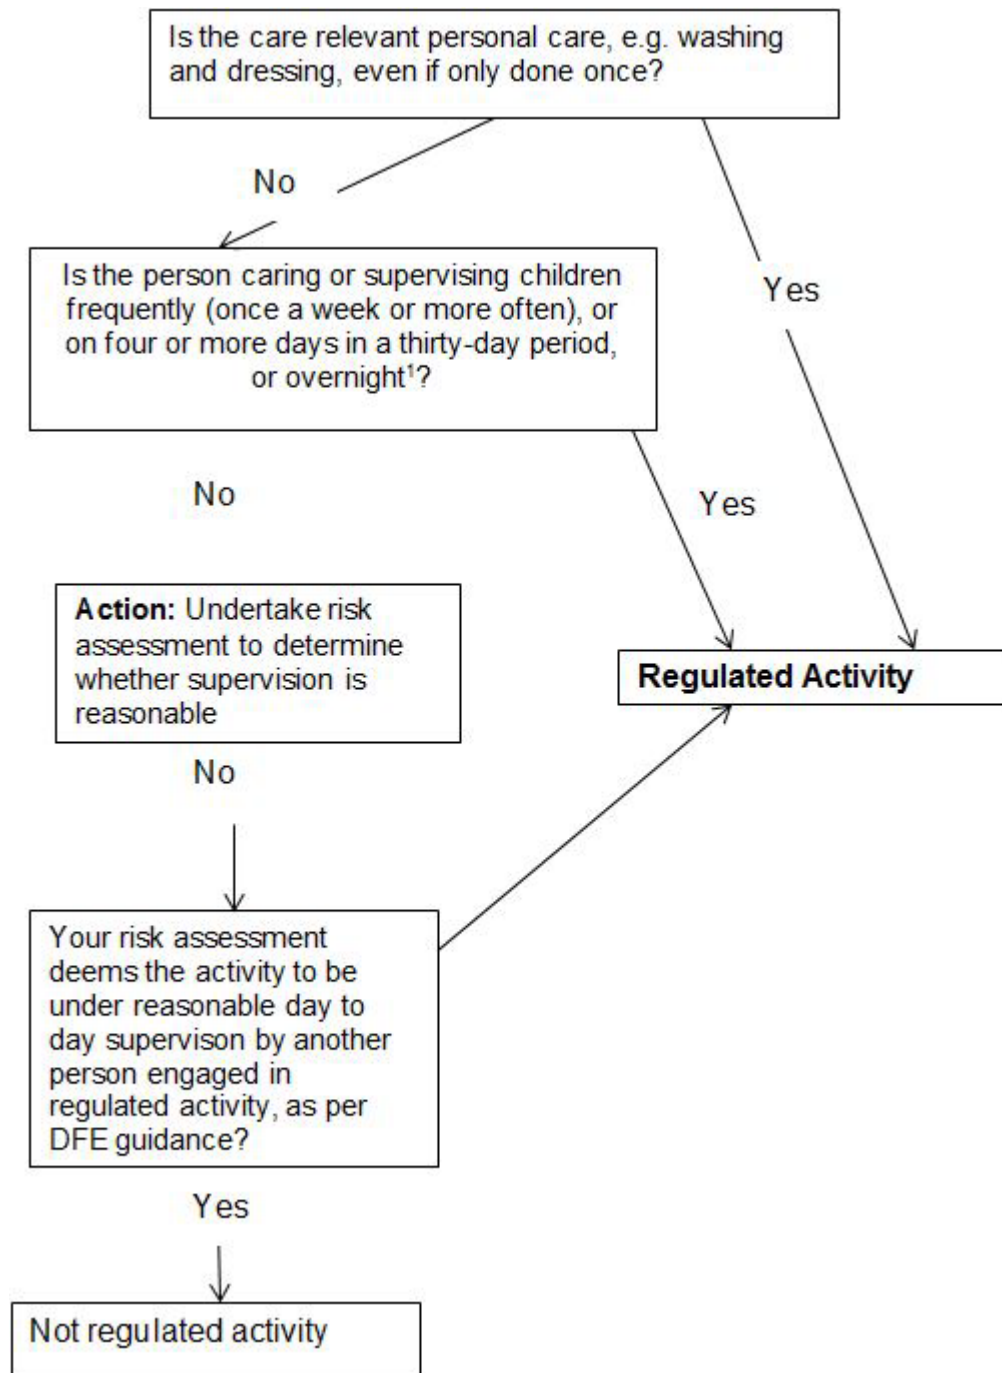 Is the care relevant personal care, e.g. washing
and dressing, even if only done once?
No
Is the person caring or supervising children
frequently (once a week or more often), or
on four or more days in a thirty-day period,
or overnight¹?
Yes
No
Yes
Action: Undertake risk
assessment to determine
whether supervision is
reasonable
Regulated Activity
No
Your risk assessment
deems the activity to be
under reasonable day to
day supervison by another
person engaged in
regulated activity, as per
DFE guidance?
Yes
Not regulated activity